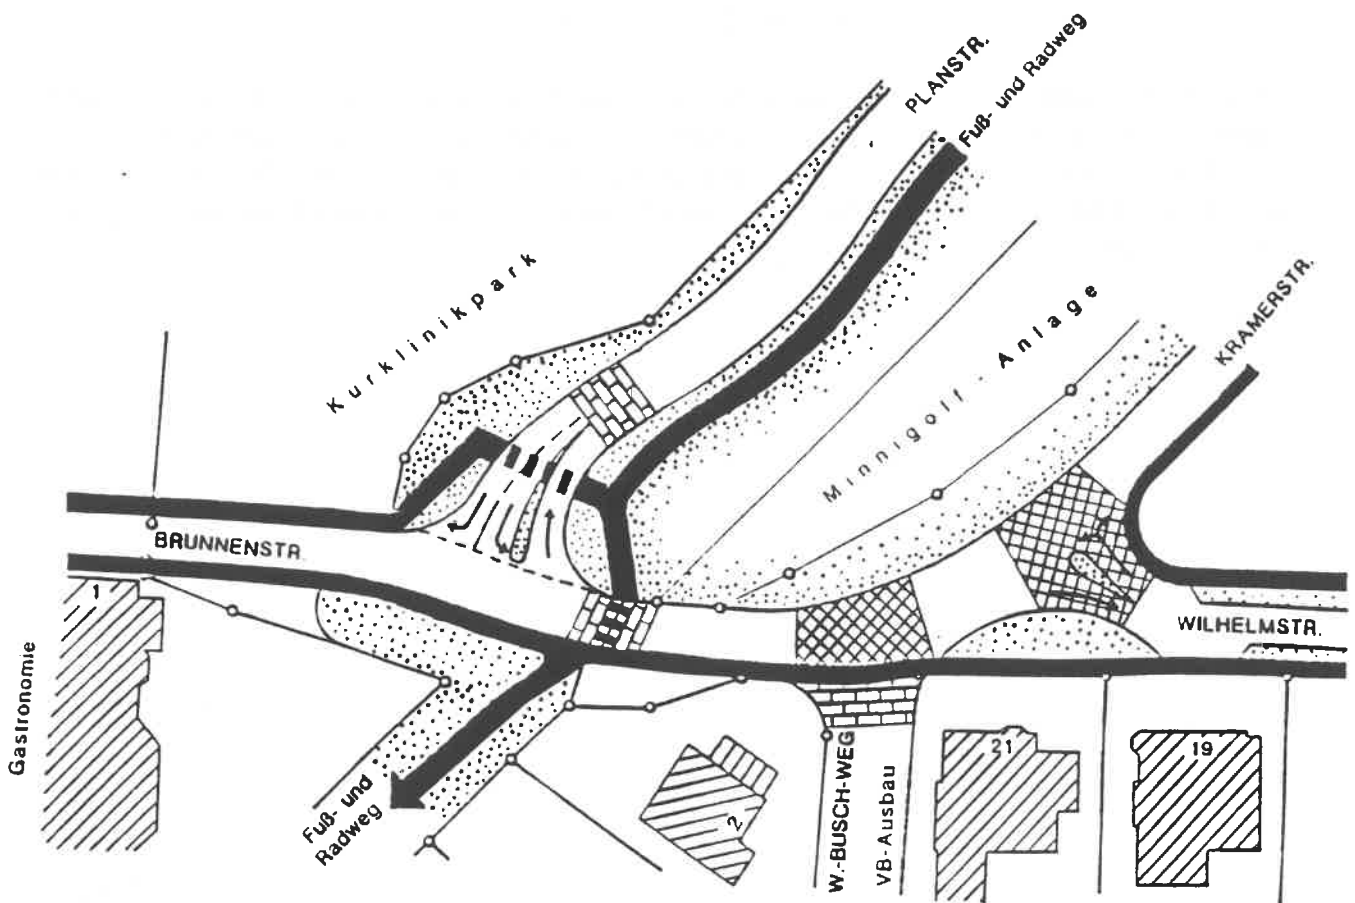 PLANSTR.
Fuß- und Radweg
Kurklinikpark
Minnigolf - Anlage
KRAMERSTR.
BRUNNENSTR.
WILHELMSTR.
1
Gastronomie
Fuß- und
Radweg
2
W.-BUSCH-WEG
VB-Ausbau
21
19